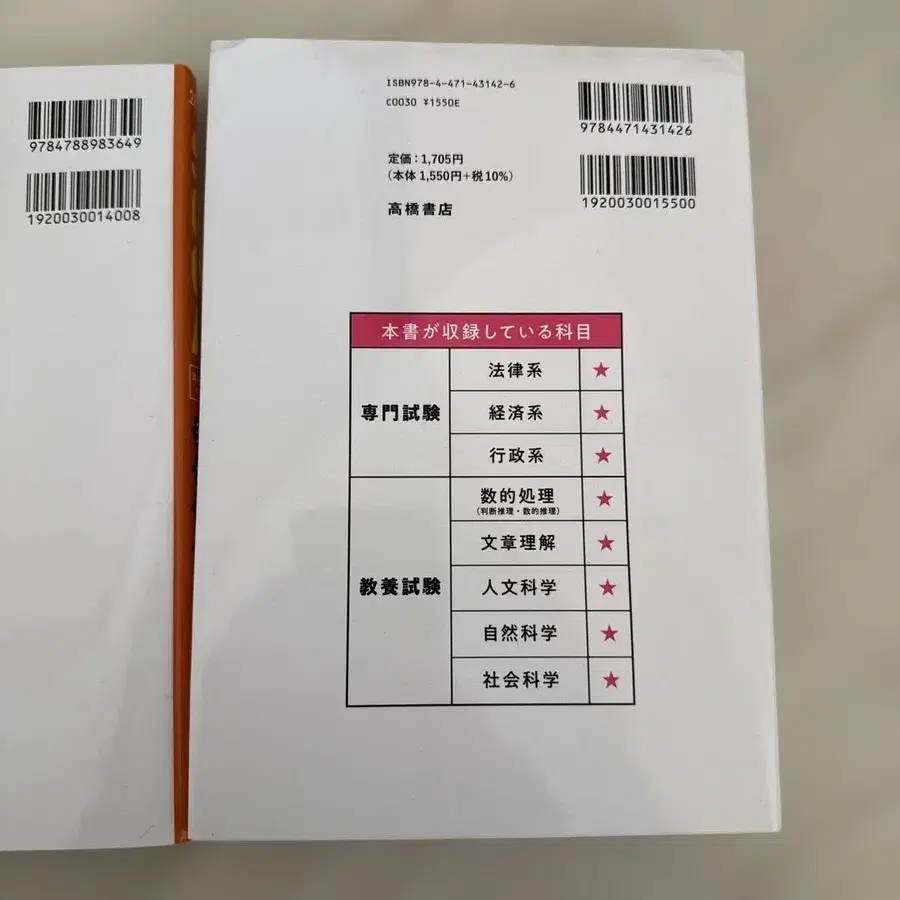 9784788983649
1920030014008
ISBN978-4-471-43142-6
C0030 ¥1550E
定価：1,705円
（本体 1,550円+税10%）
高橋書店
9784471431426
1920030015500
本書が収録している科目
専門試験
法律系 ★
経済系 ★
行政系 ★
教養試験
数的処理 ★
（判断推理・数的推理）
文章理解 ★
人文科学 ★
自然科学 ★
社会科学 ★